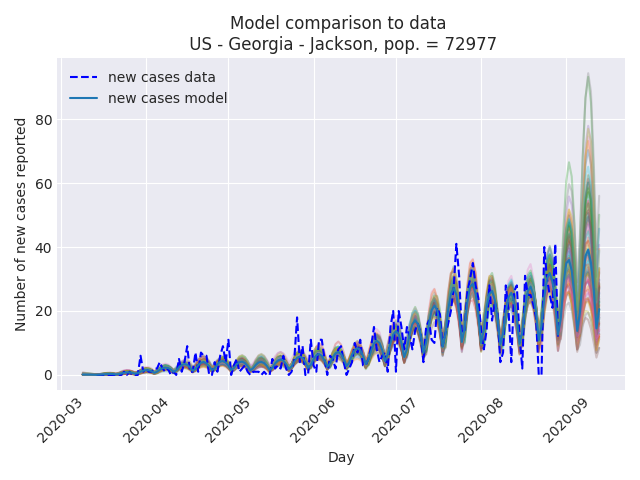 Model comparison to data
US - Georgia - Jackson, pop. = 72977
new cases data
new cases model
Number of new cases reported
80
60
40
20
0
2020-03
2020-04
2020-05
2020-06
2020-07
2020-08
2020-09
Day